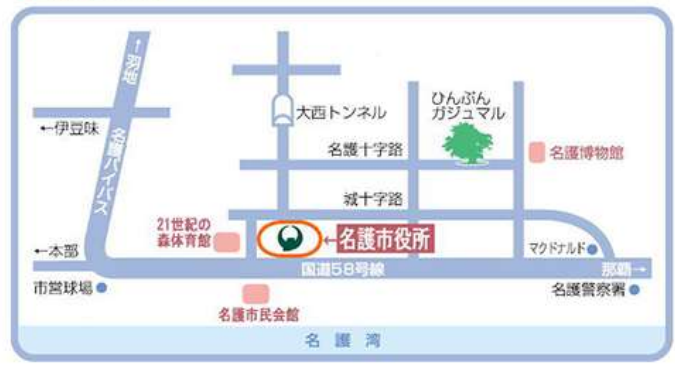 ↑羽地
大西トンネル
ひんぷん
ガジュマル
←伊豆味
名護バイパス
名護十字路
名護博物館
城十字路
21世紀の
森体育館
←名護市役所
←本部
マクドナルド
国道58号線
那覇→
市営球場
名護警察署
名護市民会館
名護湾